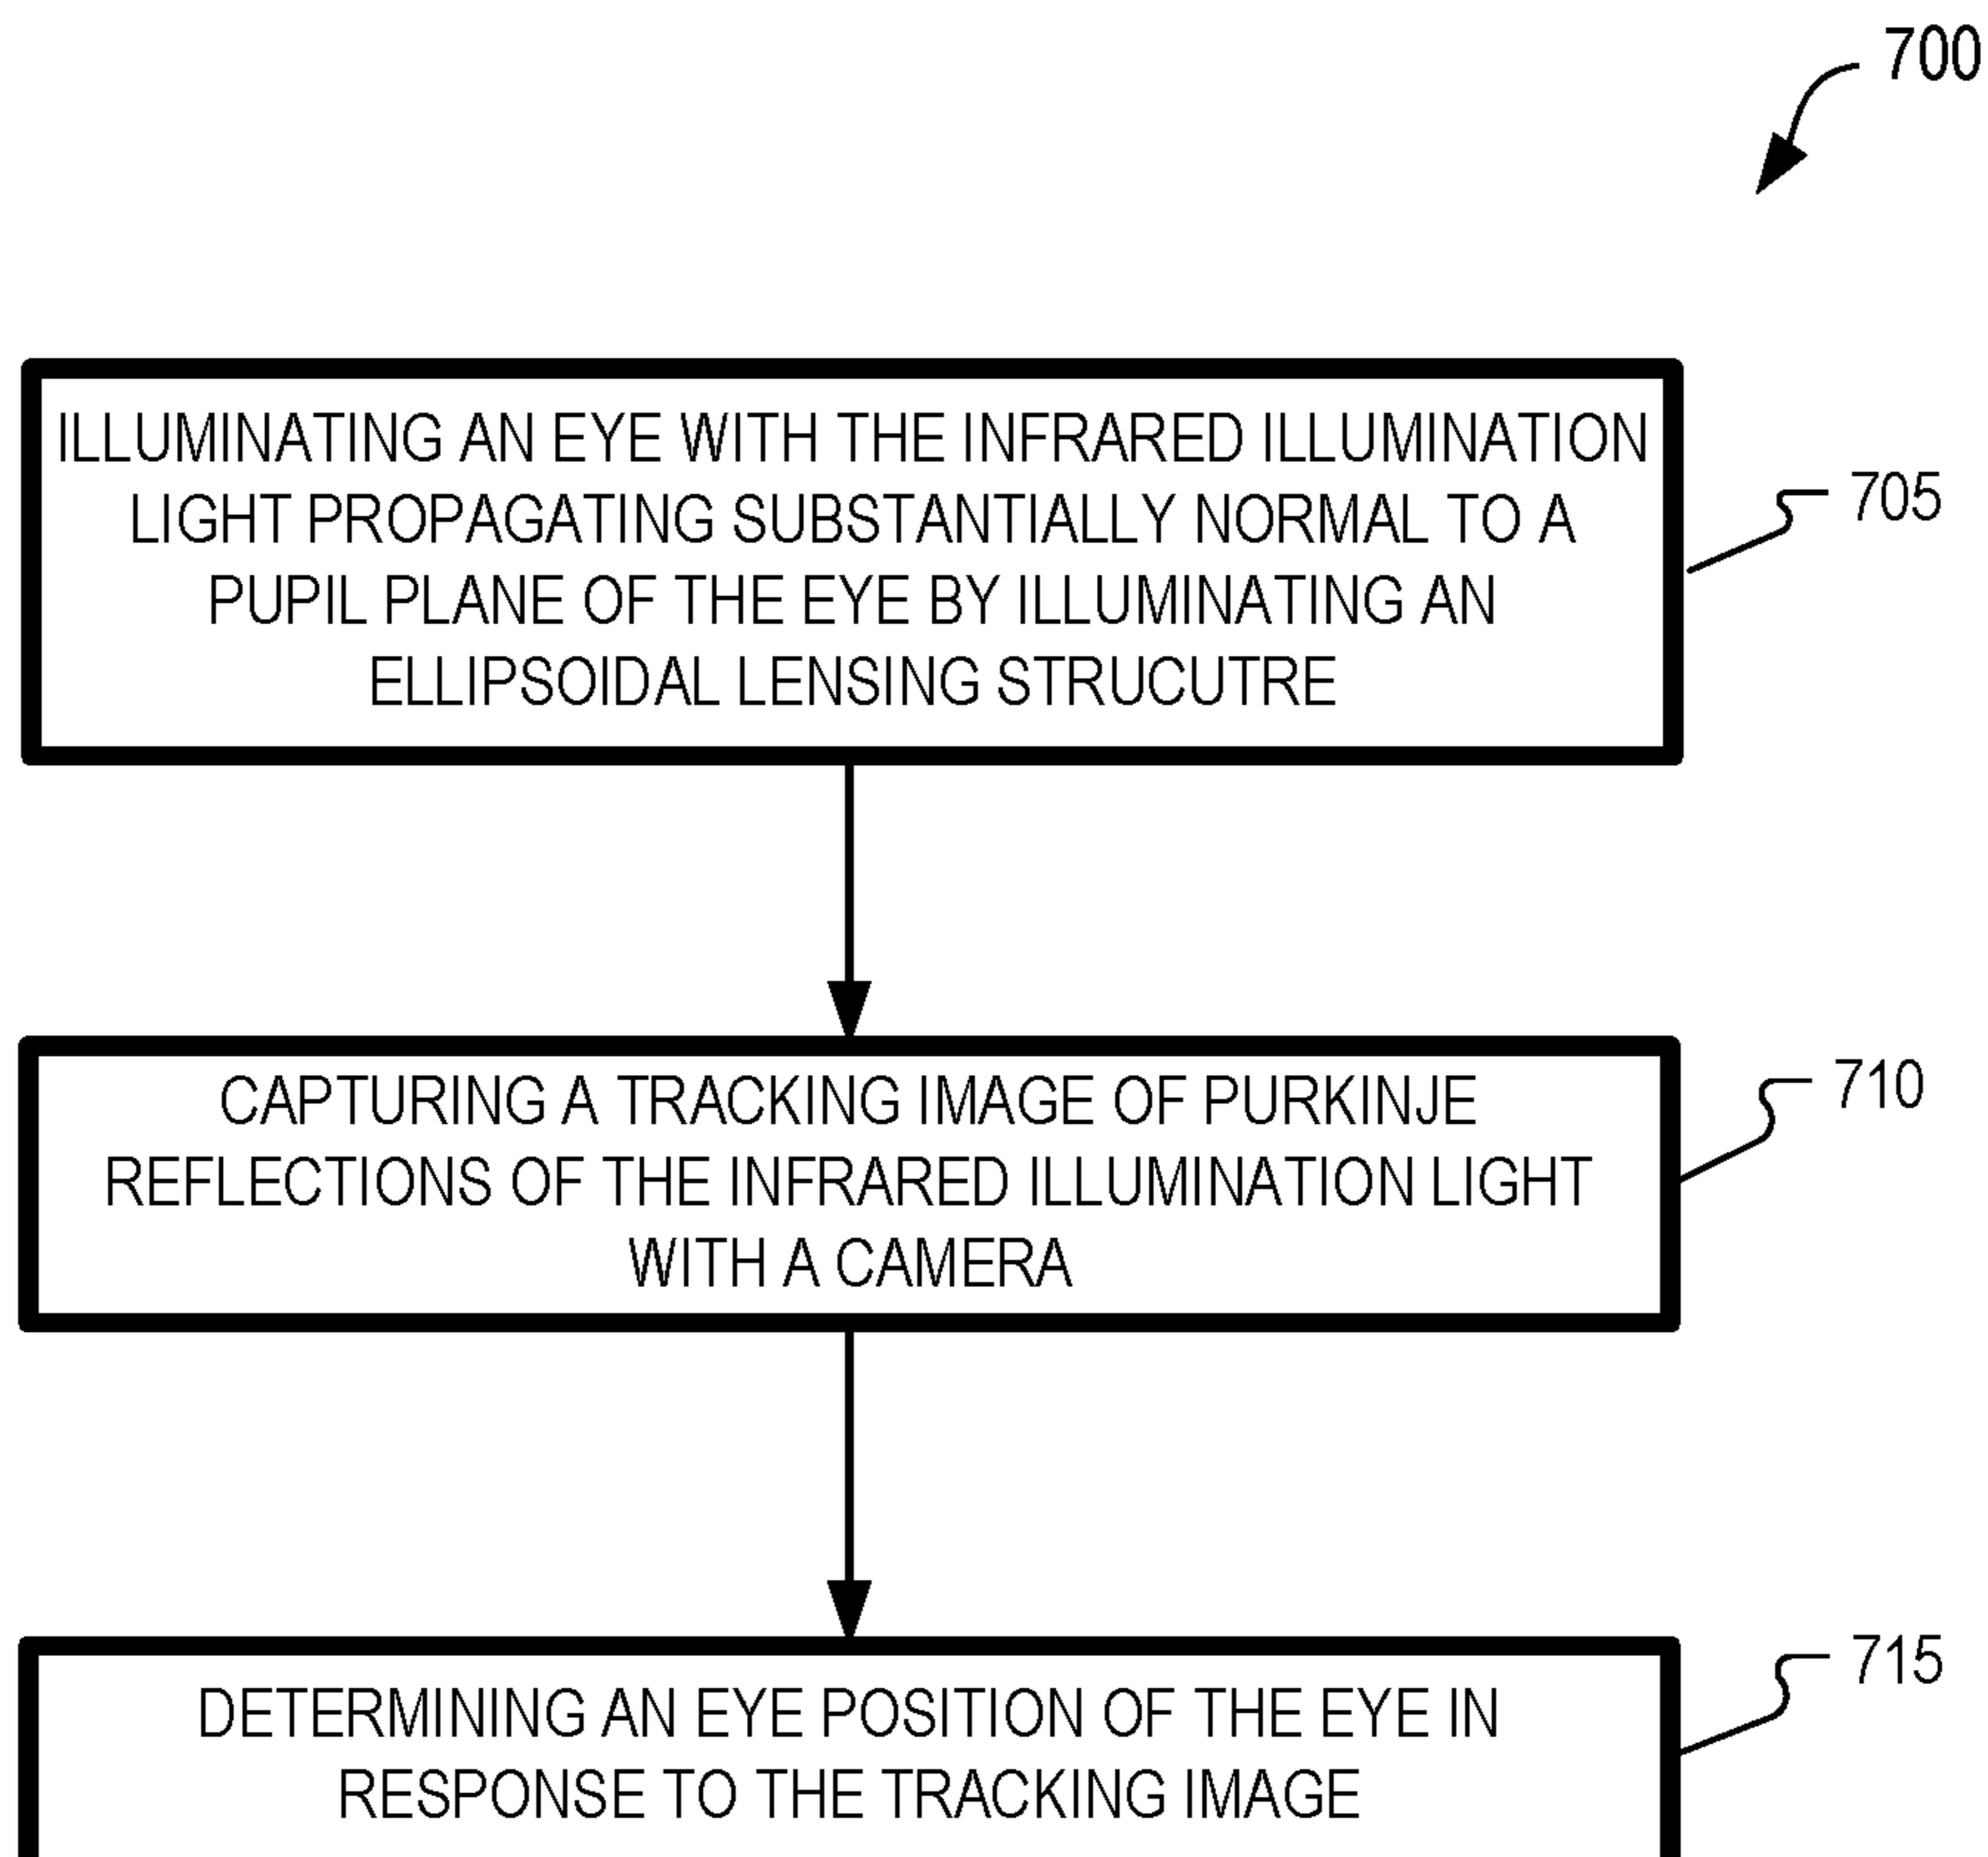 700
ILLUMINATING AN EYE WITH THE INFRARED ILLUMINATION
LIGHT PROPAGATING SUBSTANTIALLY NORMAL TO A
PUPIL PLANE OF THE EYE BY ILLUMINATING AN
ELLIPSOIDAL LENSING STRUCUTRE
705
CAPTURING A TRACKING IMAGE OF PURKINJE
REFLECTIONS OF THE INFRARED ILLUMINATION LIGHT
WITH A CAMERA
710
DETERMINING AN EYE POSITION OF THE EYE IN
RESPONSE TO THE TRACKING IMAGE
715